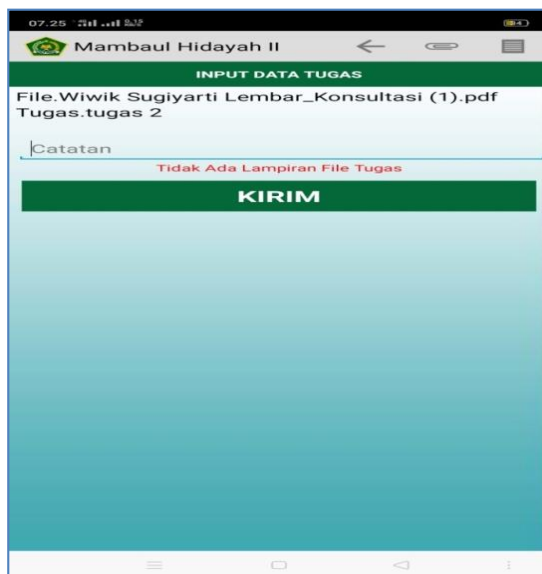 07.25
Mambaul Hidayah II
INPUT DATA TUGAS
File.Wiwik Sugiyarti Lembar_Konsultasi (1).pdf
Tugas.tugas 2
Catatan
Tidak Ada Lampiran File Tugas
KIRIM